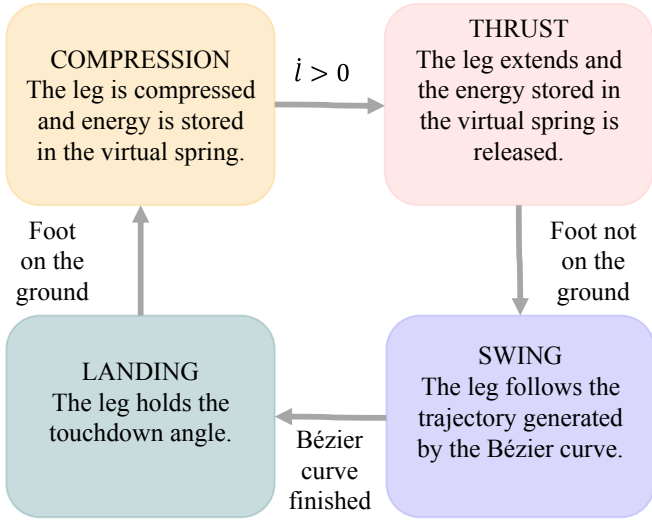 COMPRESSION
The leg is compressed
and energy is stored
in the virtual spring.
l̇ > 0
THRUST
The leg extends and
the energy stored in
the virtual spring is
released.
Foot
on the
ground
Foot not
on the
ground
LANDING
The leg holds the
touchdown angle.
Bézier
curve
finished
SWING
The leg follows the
trajectory generated
by the Bézier curve.